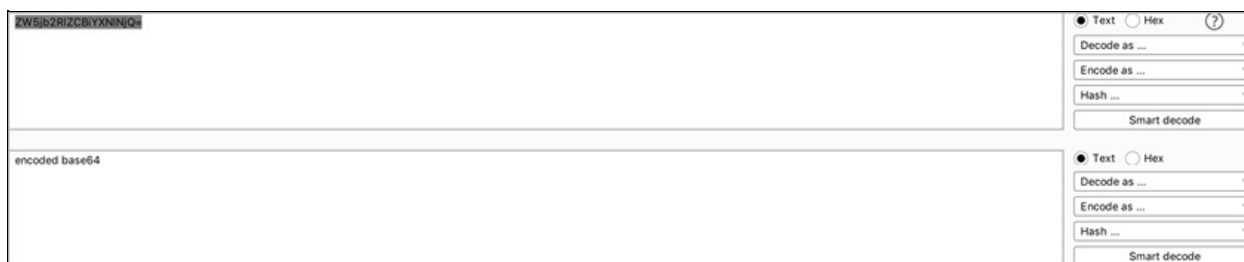 ZW5jb2RlZCBiYXNlNjQ=
Text Hex ?
Decode as ...
Encode as ...
Hash ...
Smart decode
encoded base64
Text Hex
Decode as ...
Encode as ...
Hash ...
Smart decode